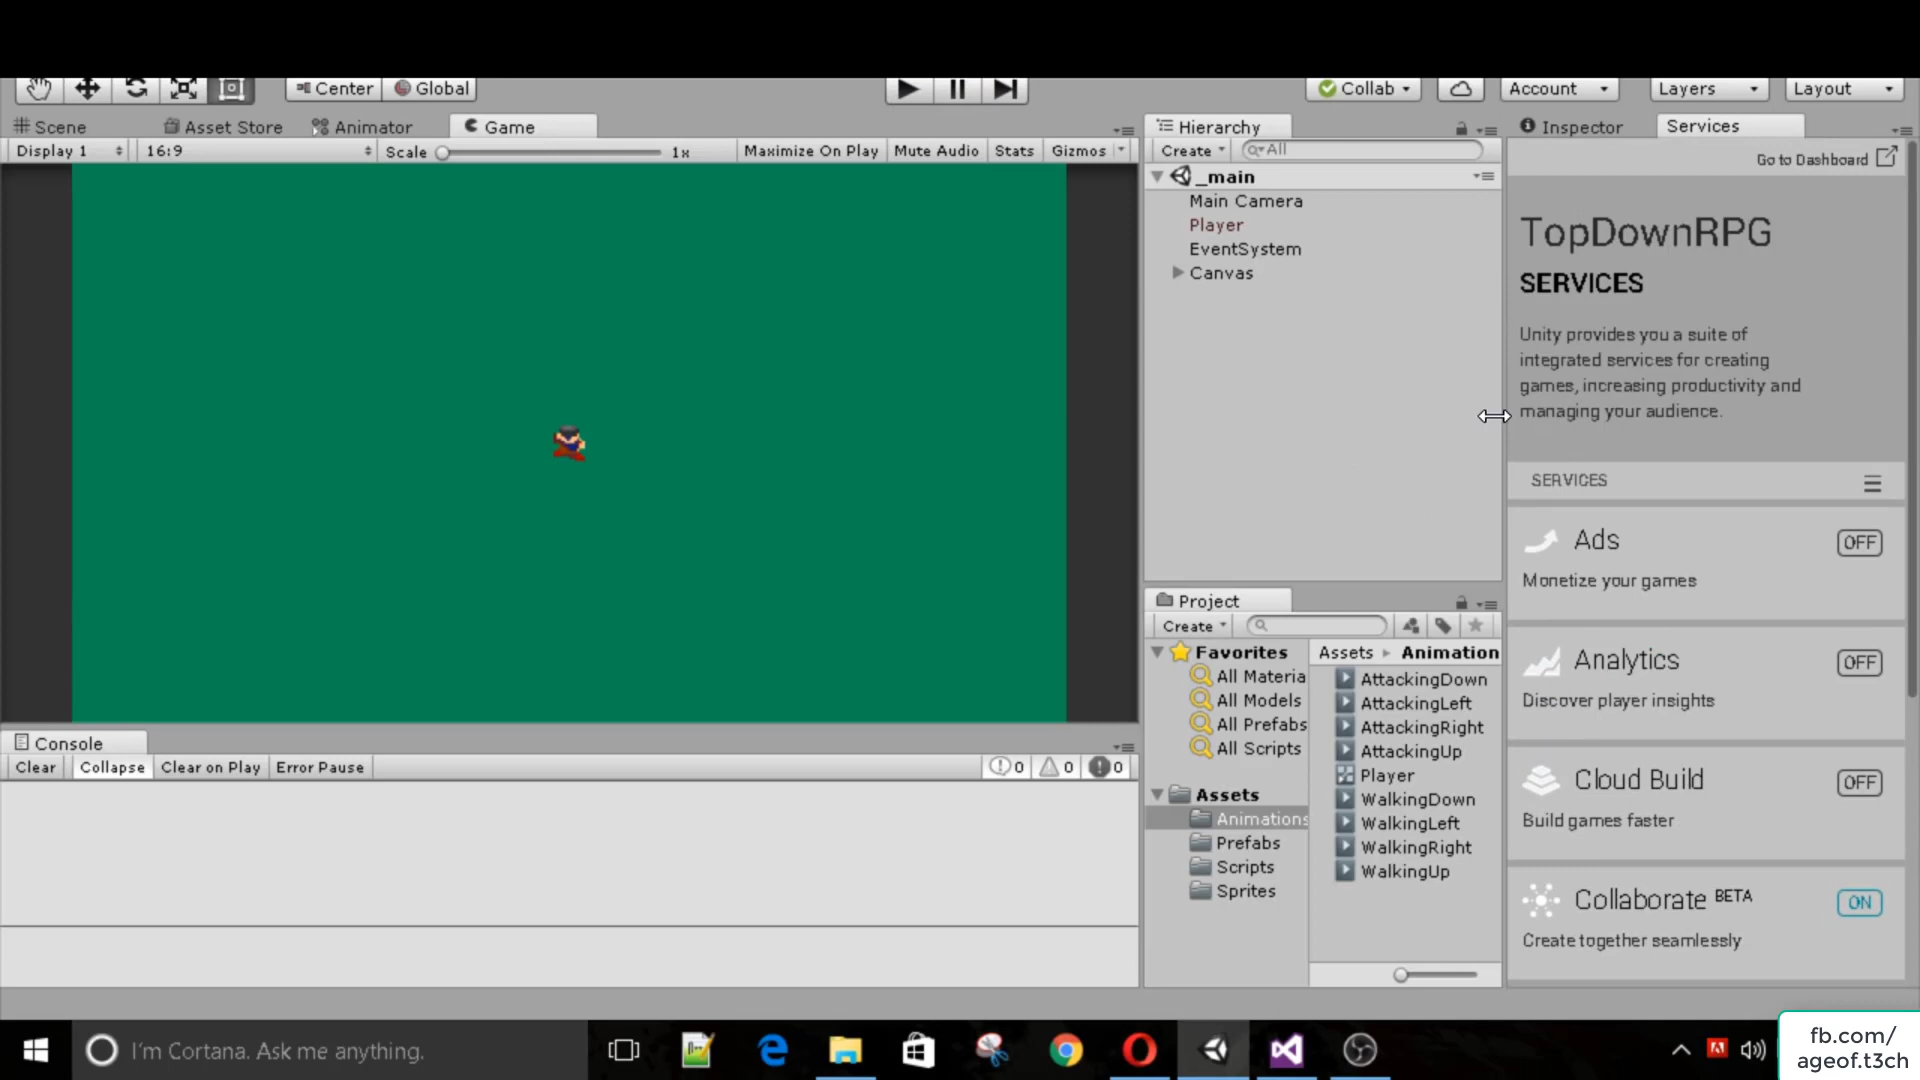 Center
Global
Collab
Account
Layers
Layout
Scene
Asset Store
Animator
Game
Hierarchy
Inspector
Services
Display 1
16:9
Scale
1x
Maximize On Play
Mute Audio
Stats
Gizmos
Create
All
Go to Dashboard
_main
Main Camera
Player
EventSystem
Canvas
TopDownRPG
SERVICES
Unity provides you a suite of
integrated services for creating
games, increasing productivity and
managing your audience.
SERVICES
Ads
OFF
Monetize your games
Analytics
OFF
Discover player insights
Cloud Build
OFF
Build games faster
Collaborate BETA
ON
Create together seamlessly
Project
Create
Favorites
All Materia
All Models
All Prefabs
All Scripts
Assets
Animations
Prefabs
Scripts
Sprites
Assets
Animation
AttackingDown
AttackingLeft
AttackingRight
AttackingUp
Player
WalkingDown
WalkingLeft
WalkingRight
WalkingUp
Console
Clear
Collapse
Clear on Play
Error Pause
0
0
0
I'm Cortana. Ask me anything.
fb.com/
ageof.t3ch